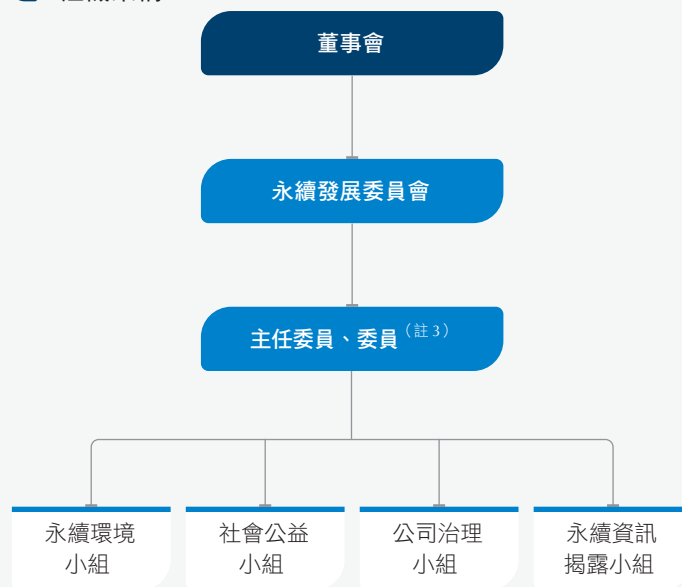 董事會
永續發展委員會
主任委員、委員（註3）
永續環境
小組
社會公益
小組
公司治理
小組
永續資訊
揭露小組